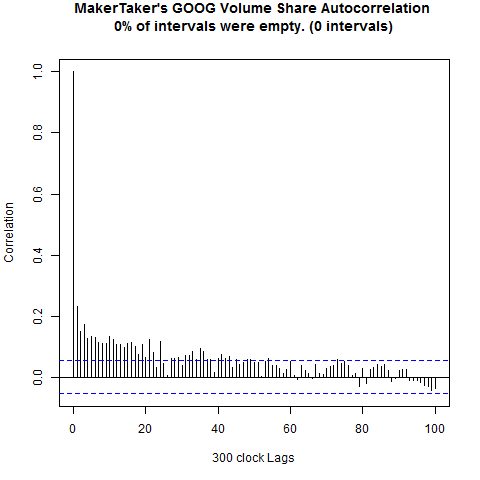 MakerTaker's GOOG Volume Share Autocorrelation
0% of intervals were empty. (0 intervals)
1.0
0.8
0.6
0.4
0.2
0.0
Correlation
0 20 40 60 80 100
300 clock Lags